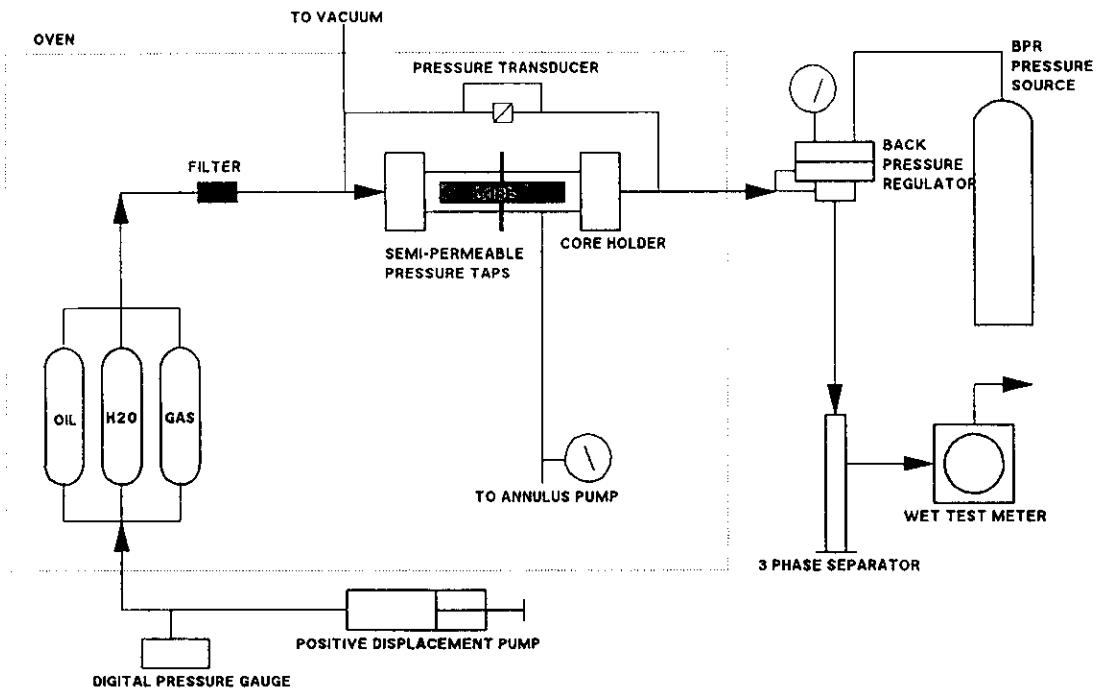 TO VACUUM
OVEN
BPR
PRESSURE
SOURCE
PRESSURE TRANSDUCER
BACK
PRESSURE
REGULATOR
FILTER
SEMI-PERMEABLE
PRESSURE TAPS
CORE HOLDER
OIL
H2O
GAS
TO ANNULUS PUMP
WET TEST METER
3 PHASE SEPARATOR
POSITIVE DISPLACEMENT PUMP
DIGITAL PRESSURE GAUGE